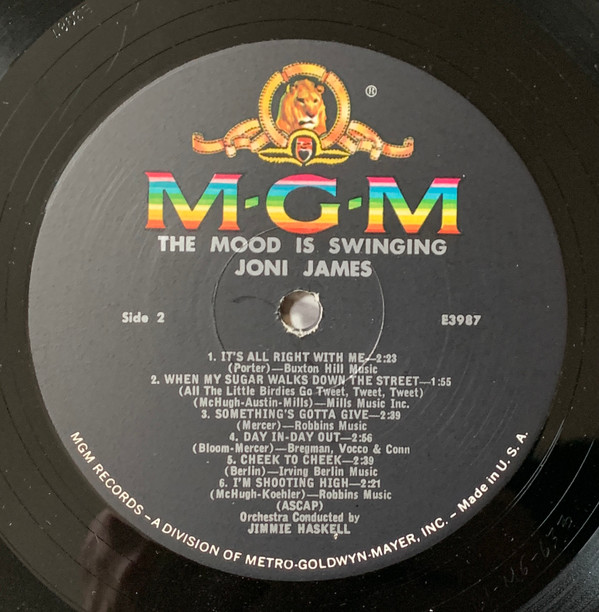 ®
M·G·M
THE MOOD IS SWINGING
JONI JAMES
Side 2
E3987
1. IT'S ALL RIGHT WITH ME—2:23
(Porter)—Buxton Hill Music
2. WHEN MY SUGAR WALKS DOWN THE STREET—1:55
(All The Little Birdies Go Tweet, Tweet, Tweet)
(McHugh-Austin-Mills)—Mills Music Inc.
3. SOMETHING'S GOTTA GIVE—2:39
(Mercer)—Robbins Music
4. DAY IN-DAY OUT—2:56
(Bloom-Mercer)—Bregman, Vocco & Conn
5. CHEEK TO CHEEK—2:39
(Berlin)—Irving Berlin Music
6. I'M SHOOTING HIGH—2:21
(McHugh-Koehler)—Robbins Music
(ASCAP)
Orchestra Conducted by
JIMMIE HASKELL
MGM RECORDS – A DIVISION OF METRO-GOLDWYN-MAYER, INC. – Made in U. S. A.